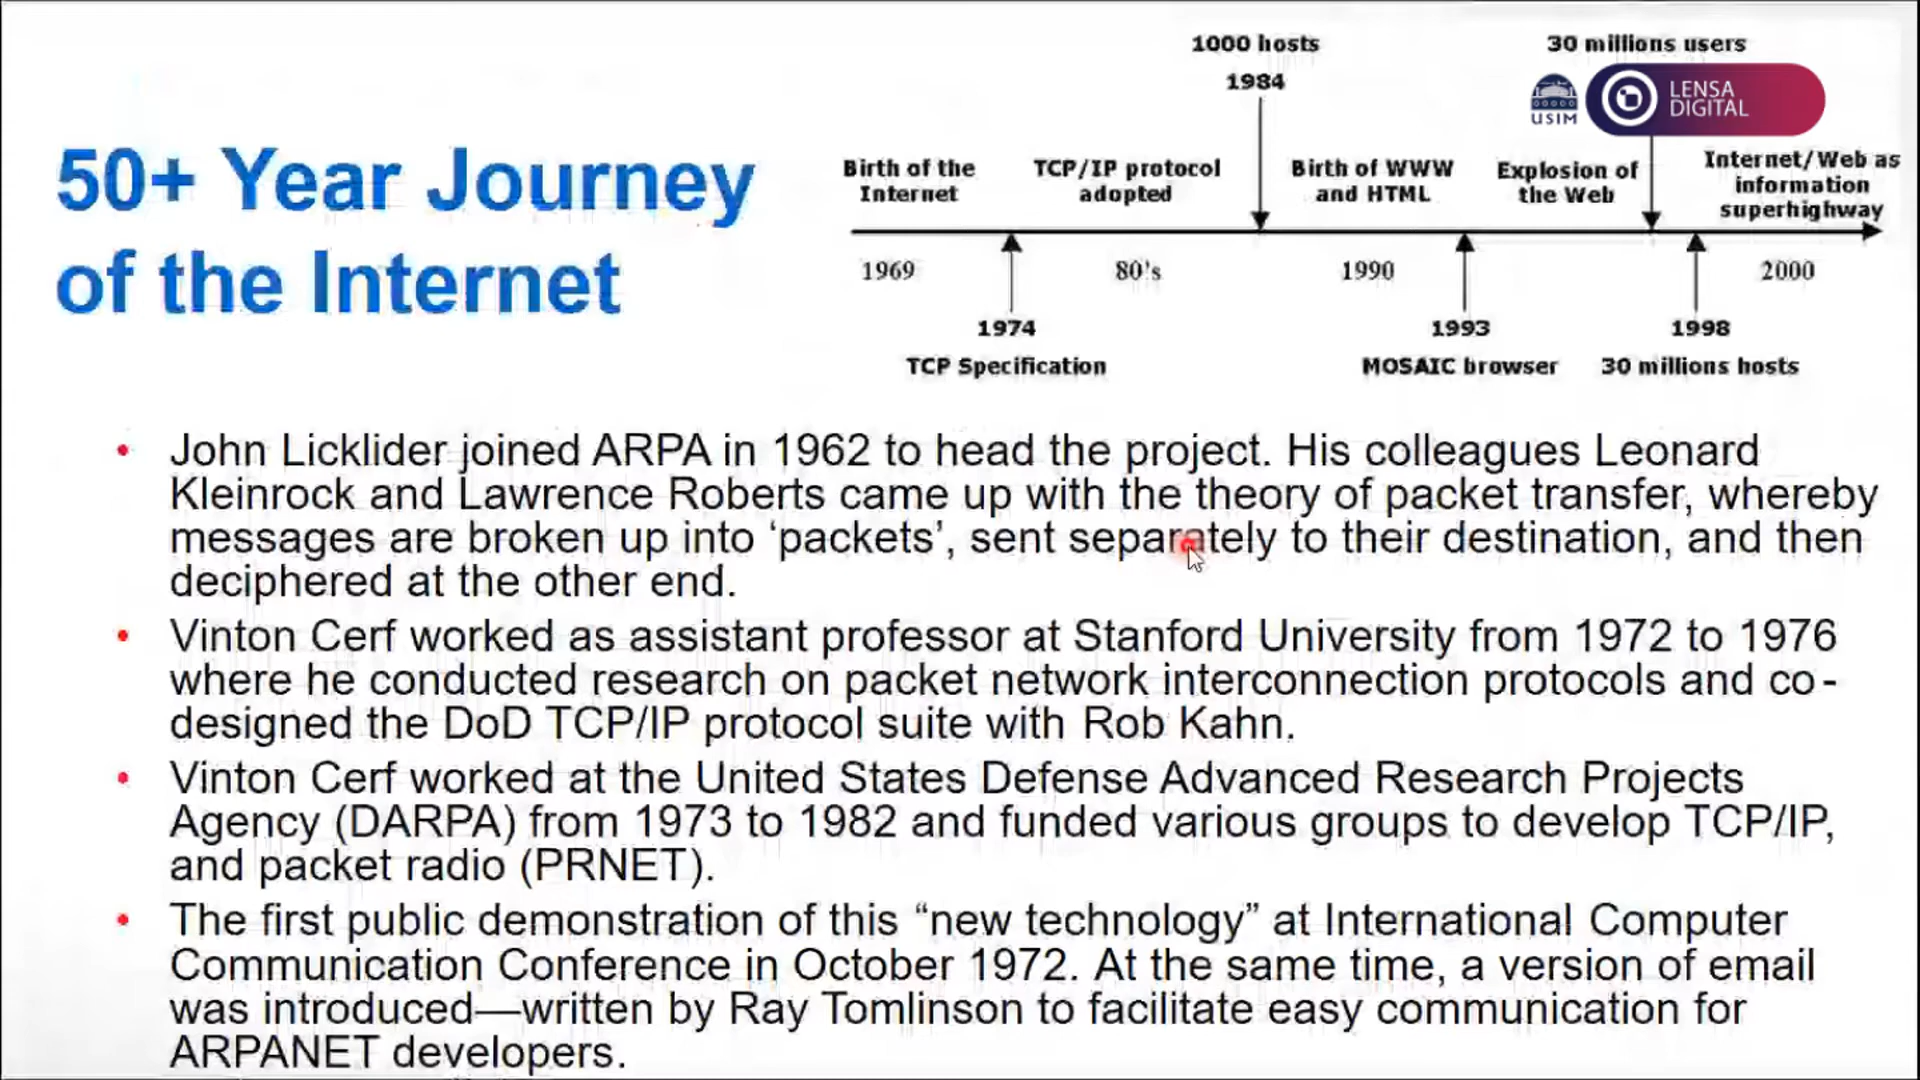 50+ Year Journey
of the Internet
1000 hosts
1984
30 millions users
USIM
LENSA
DIGITAL
Birth of the
Internet
TCP/IP protocol
adopted
Birth of WWW
and HTML
Explosion of
the Web
Internet/Web as
information
superhighway
1969
80's
1990
2000
1974
TCP Specification
1993
MOSAIC browser
1998
30 millions hosts
• John Licklider joined ARPA in 1962 to head the project. His colleagues Leonard
Kleinrock and Lawrence Roberts came up with the theory of packet transfer, whereby
messages are broken up into ‘packets’, sent separately to their destination, and then
deciphered at the other end.
• Vinton Cerf worked as assistant professor at Stanford University from 1972 to 1976
where he conducted research on packet network interconnection protocols and co-
designed the DoD TCP/IP protocol suite with Rob Kahn.
• Vinton Cerf worked at the United States Defense Advanced Research Projects
Agency (DARPA) from 1973 to 1982 and funded various groups to develop TCP/IP,
and packet radio (PRNET).
• The first public demonstration of this “new technology” at International Computer
Communication Conference in October 1972. At the same time, a version of email
was introduced—written by Ray Tomlinson to facilitate easy communication for
ARPANET developers.